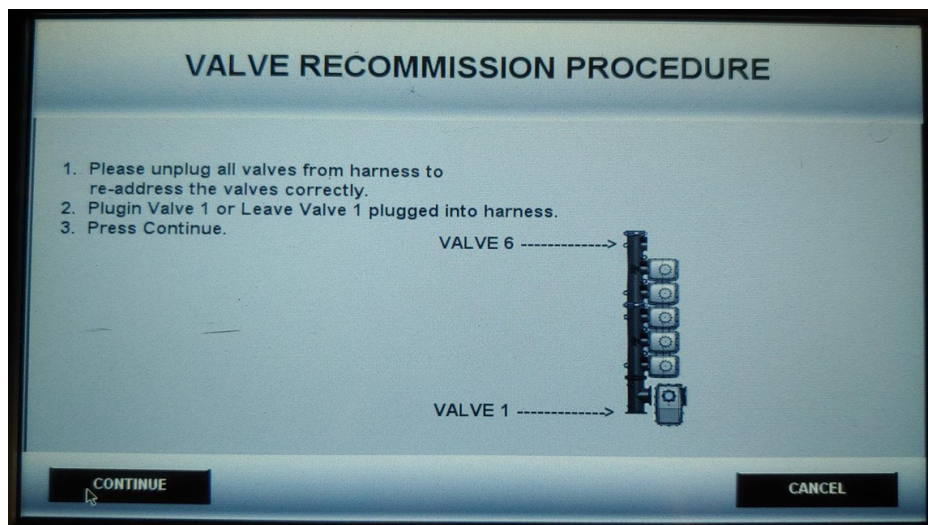 VALVE RECOMMISSION PROCEDURE
1. Please unplug all valves from harness to
re-address the valves correctly.
2. Plugin Valve 1 or Leave Valve 1 plugged into harness.
3. Press Continue.
VALVE 6 ------------->
VALVE 1 ------------->
CONTINUE
CANCEL